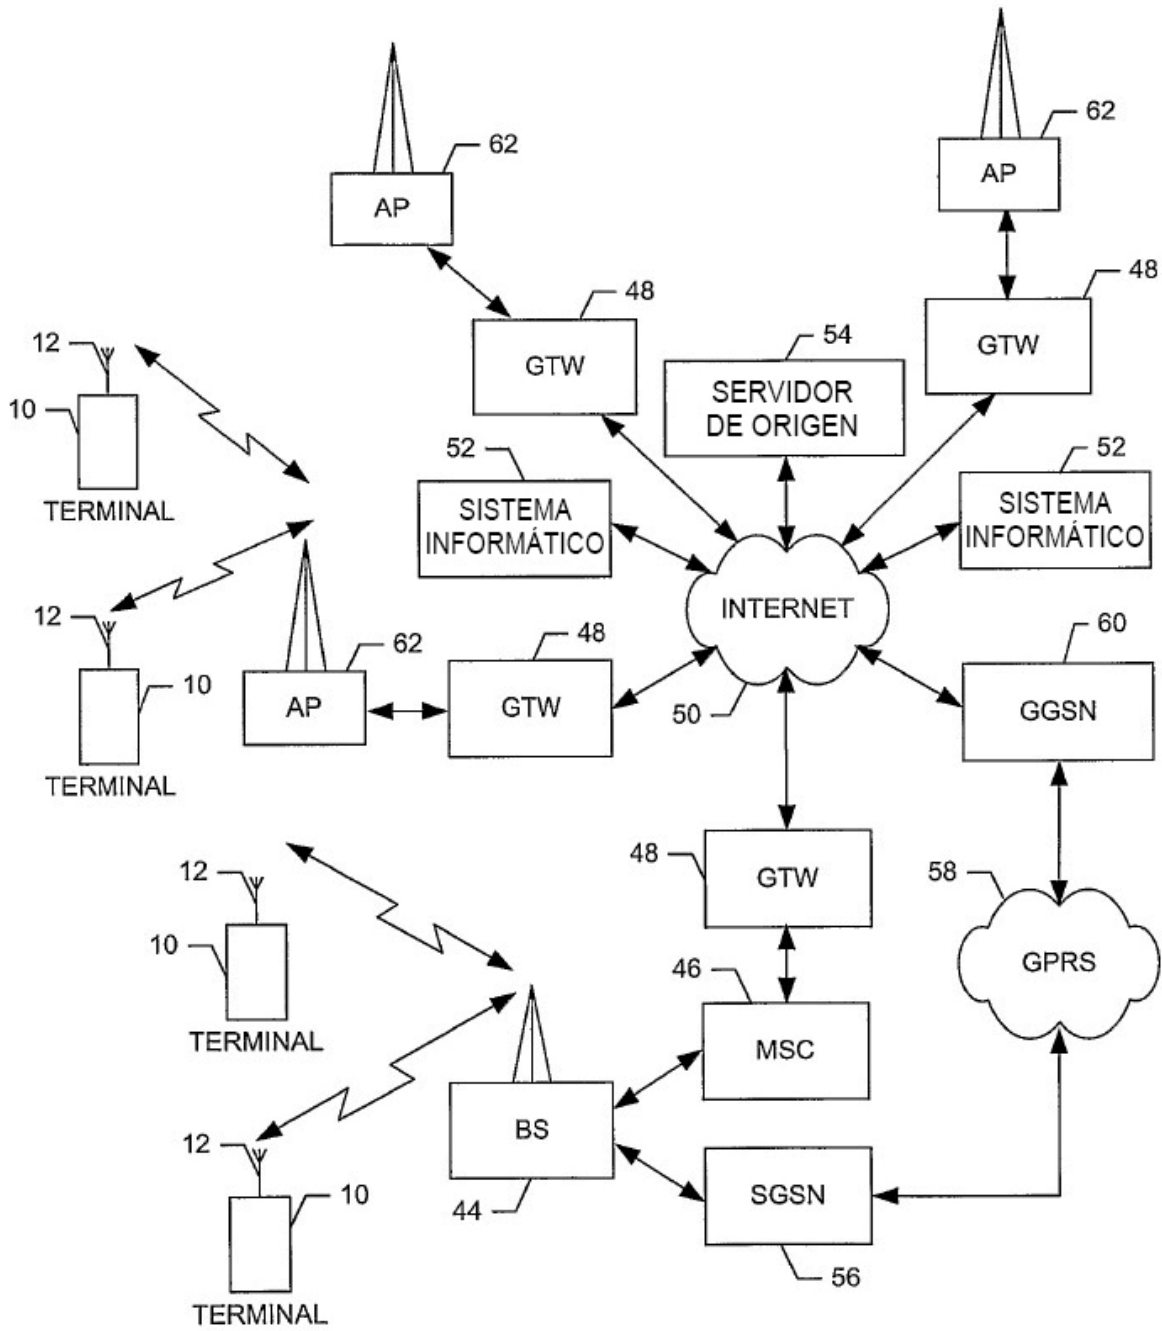 62
AP
62
AP
48
GTW
48
GTW
54
SERVIDOR
DE ORIGEN
12
10
TERMINAL
52
SISTEMA
INFORMÁTICO
52
SISTEMA
INFORMÁTICO
INTERNET
50
12
10
TERMINAL
62
AP
48
GTW
60
GGSN
48
GTW
58
GPRS
12
10
TERMINAL
46
MSC
BS
44
12
10
TERMINAL
SGSN
56